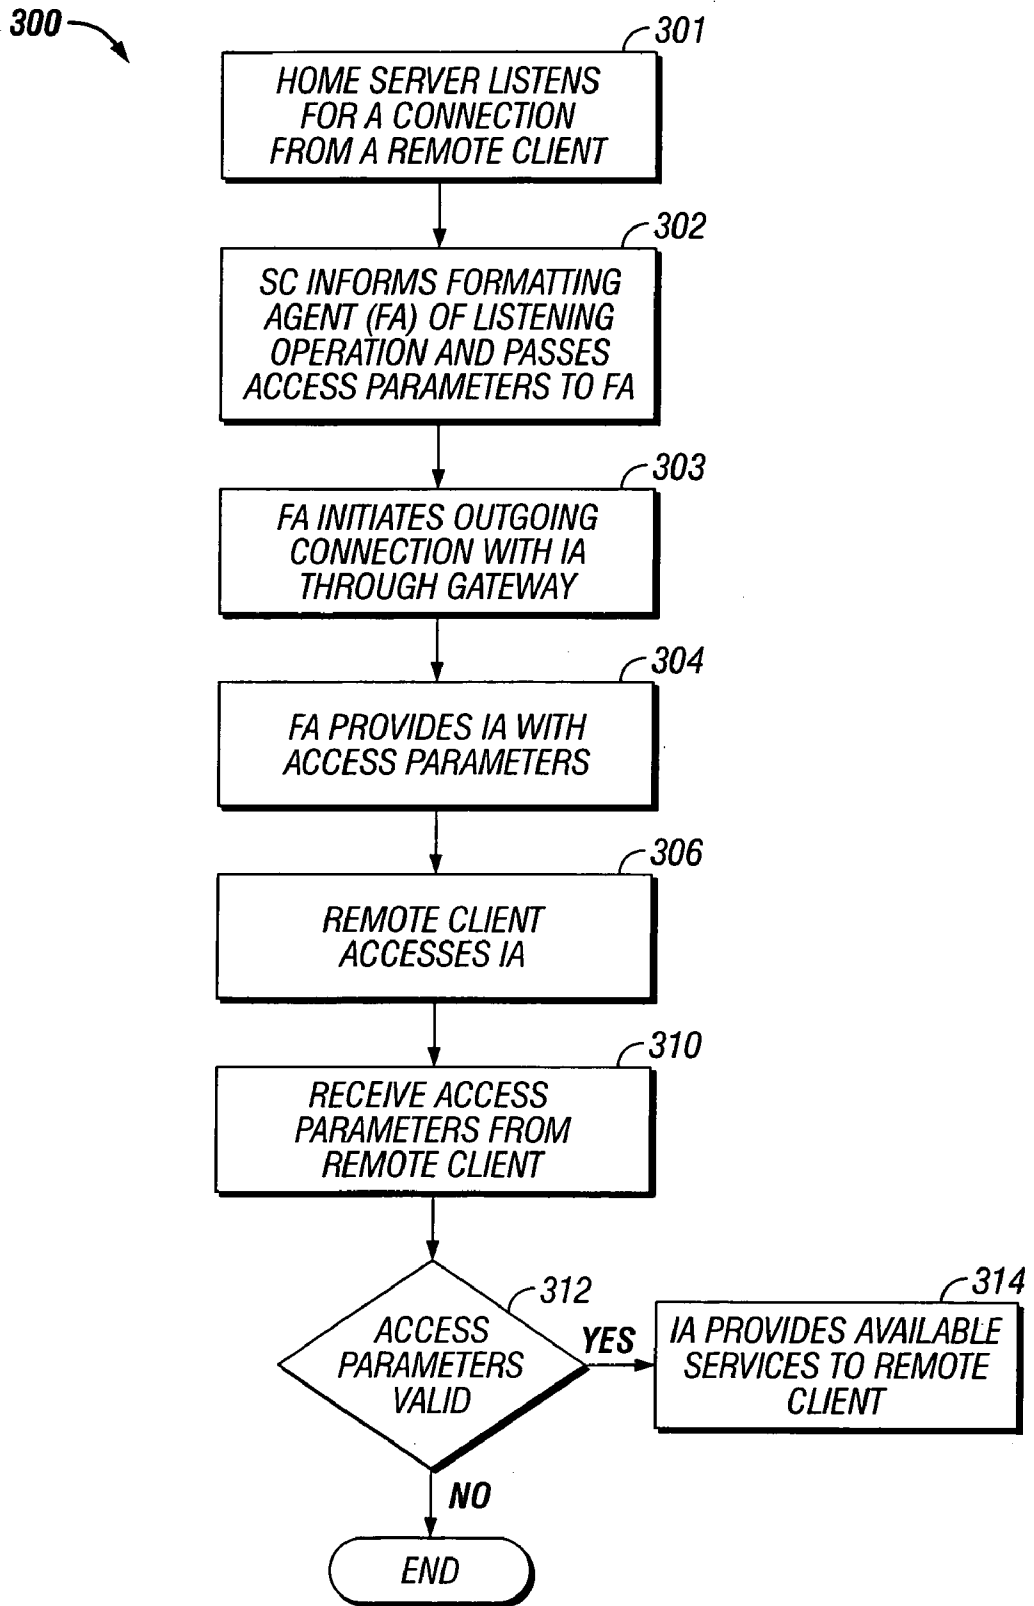 300
301
HOME SERVER LISTENS
FOR A CONNECTION
FROM A REMOTE CLIENT
302
SC INFORMS FORMATTING
AGENT (FA) OF LISTENING
OPERATION AND PASSES
ACCESS PARAMETERS TO FA
303
FA INITIATES OUTGOING
CONNECTION WITH IA
THROUGH GATEWAY
304
FA PROVIDES IA WITH
ACCESS PARAMETERS
306
REMOTE CLIENT
ACCESSES IA
310
RECEIVE ACCESS
PARAMETERS FROM
REMOTE CLIENT
312
ACCESS
PARAMETERS
VALID
YES
314
IA PROVIDES AVAILABLE
SERVICES TO REMOTE
CLIENT
NO
END